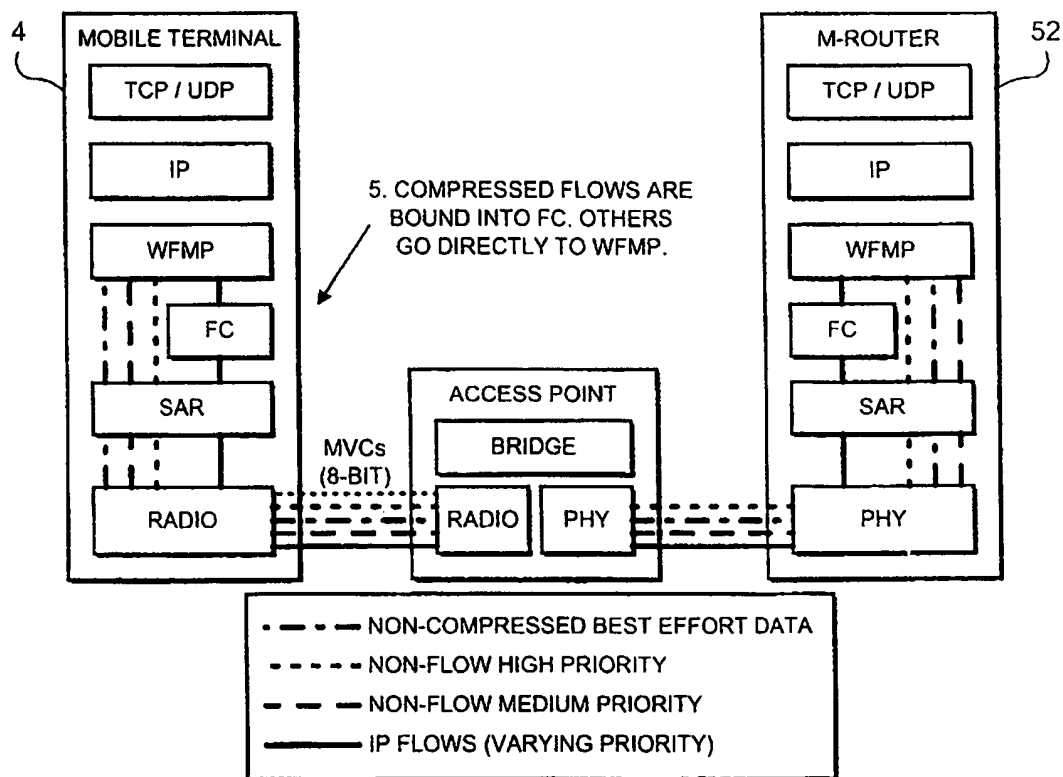 4
MOBILE TERMINAL
TCP / UDP
IP
WFMP
FC
SAR
RADIO
5. COMPRESSED FLOWS ARE
BOUND INTO FC. OTHERS
GO DIRECTLY TO WFMP.
MVCs
(8-BIT)
ACCESS POINT
BRIDGE
RADIO
PHY
52
M-ROUTER
TCP / UDP
IP
WFMP
FC
SAR
PHY
NON-COMPRESSED BEST EFFORT DATA
NON-FLOW HIGH PRIORITY
NON-FLOW MEDIUM PRIORITY
IP FLOWS (VARYING PRIORITY)